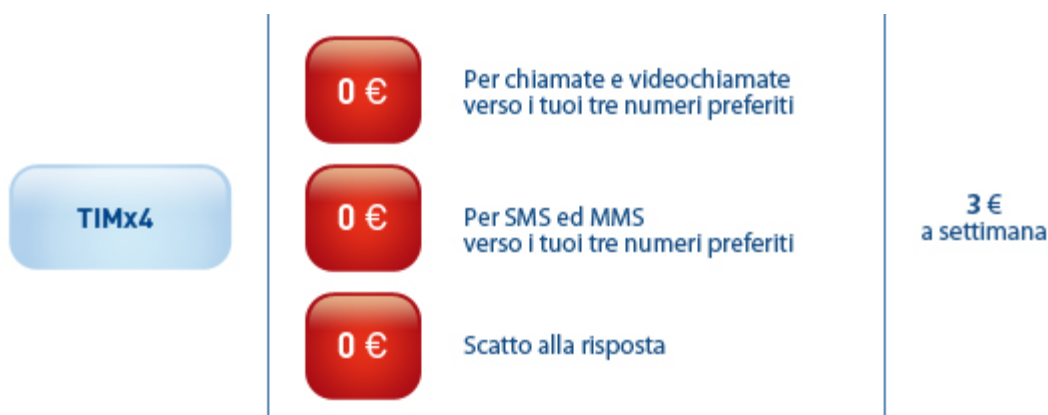 TIMx4
0 €
Per chiamate e videochiamate
verso i tuoi tre numeri preferiti
0 €
Per SMS ed MMS
verso i tuoi tre numeri preferiti
0 €
Scatto alla risposta
3 €
a settimana